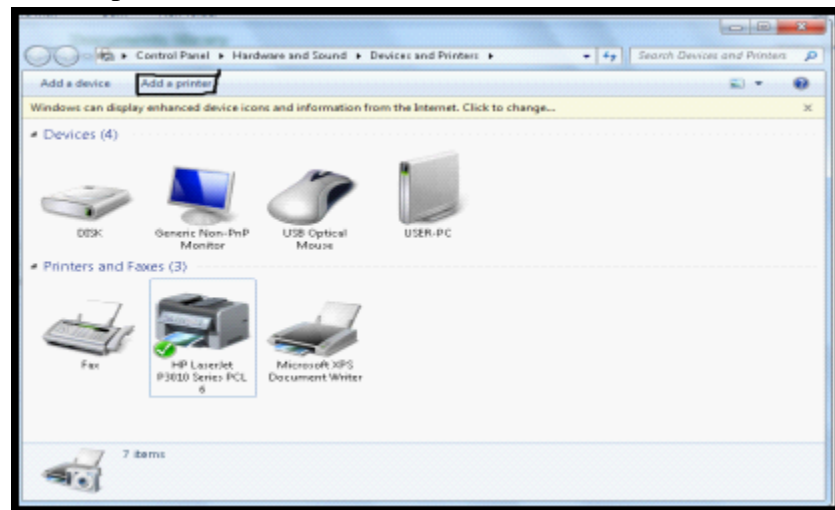 Control Panel ▸ Hardware and Sound ▸ Devices and Printers ▸
Search Devices and Printers
Add a device Add a printer
Windows can display enhanced device icons and information from the Internet. Click to change...
Devices (4)
DISK
Generic Non-PnP
Monitor
USB Optical
Mouse
USER-PC
Printers and Faxes (3)
Fax
HP LaserJet
P3010 Series PCL
6
Microsoft XPS
Document Writer
7 items